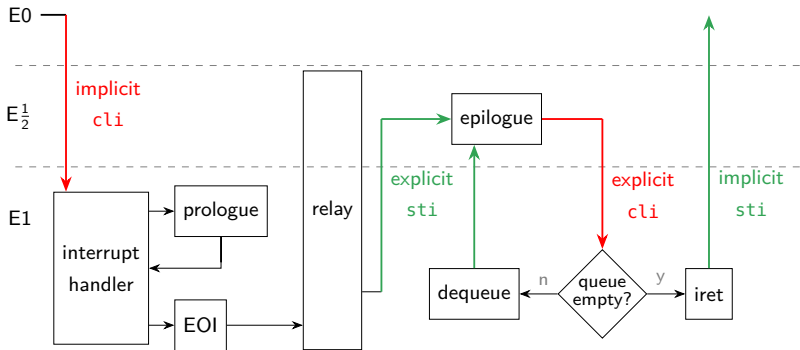 E0
implicit
cli
E½
epilogue
explicit
sti
explicit
cli
implicit
sti
E1
prologue
relay
interrupt
handler
EOI
dequeue
n
queue
empty?
y
iret